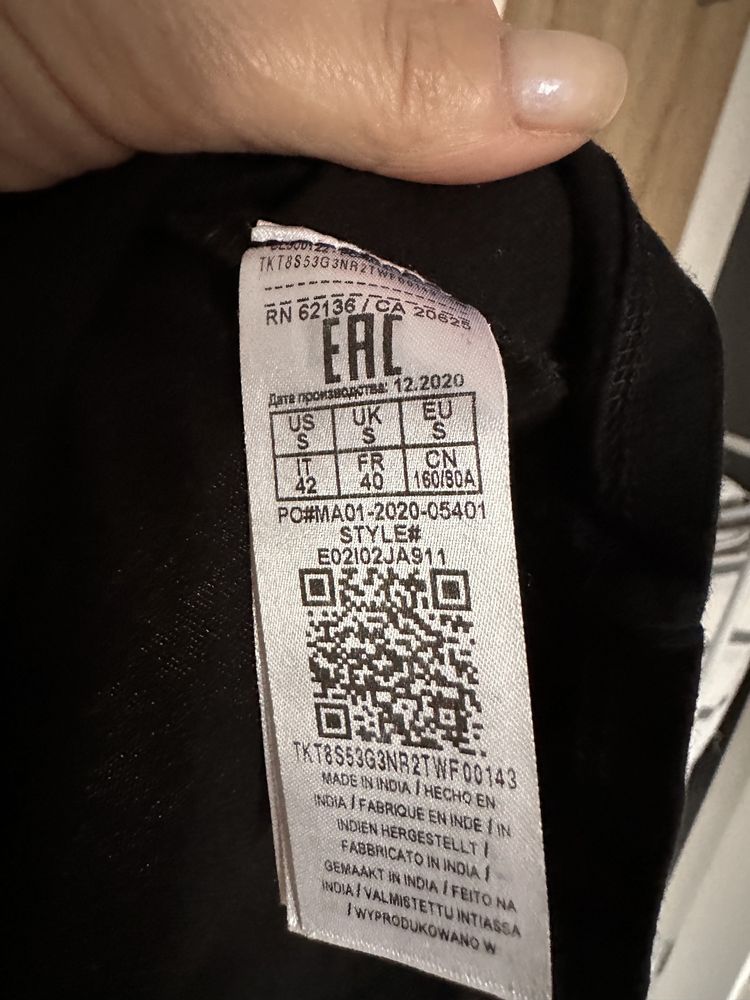 TKT8S53G3NR2TWF00143
RN 62136 / CA 20625
EAC
Дата производства: 12.2020
US S
UK S
EU S
IT 42
FR 40
CN 160/80A
PO#MA01-2020-05401
STYLE#
E02I02JA911
TKT8S53G3NR2TWF00143
MADE IN INDIA / HECHO EN
INDIA / FABRIQUE EN INDE / IN
INDIEN HERGESTELLT /
FABBRICATO IN INDIA /
GEMAAKT IN INDIA / FEITO NA
INDIA / VALMISTETTU INTIASSA
/ WYPRODUKOWANO W